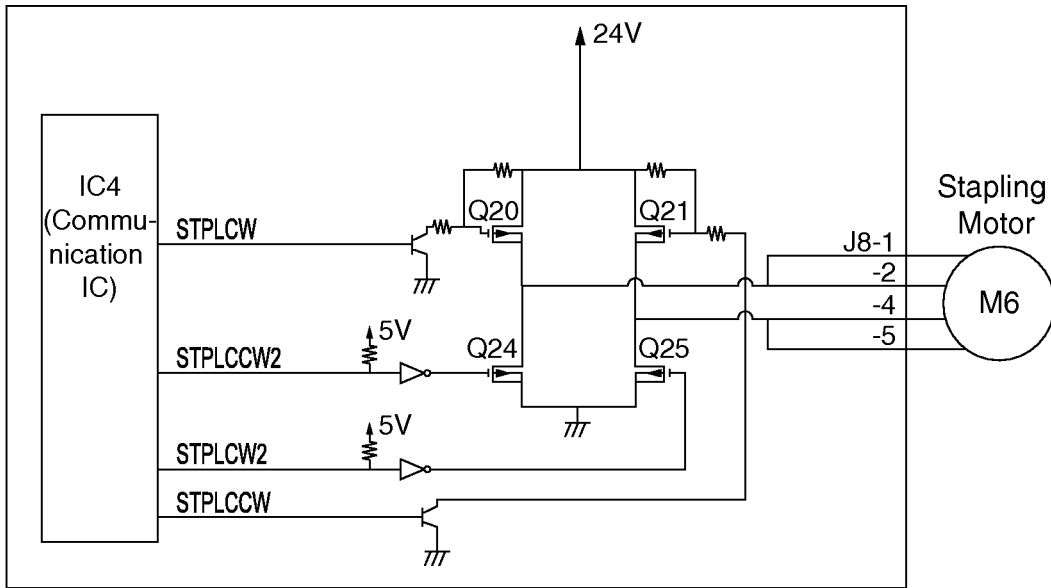 24V
IC4
(Commu-
nication
IC)
STPLCW
Q20
Q21
Stapling
Motor
J8-1
-2
-4
-5
M6
5V
STPLCCW2
Q24
Q25
5V
STPLCW2
STPLCCW